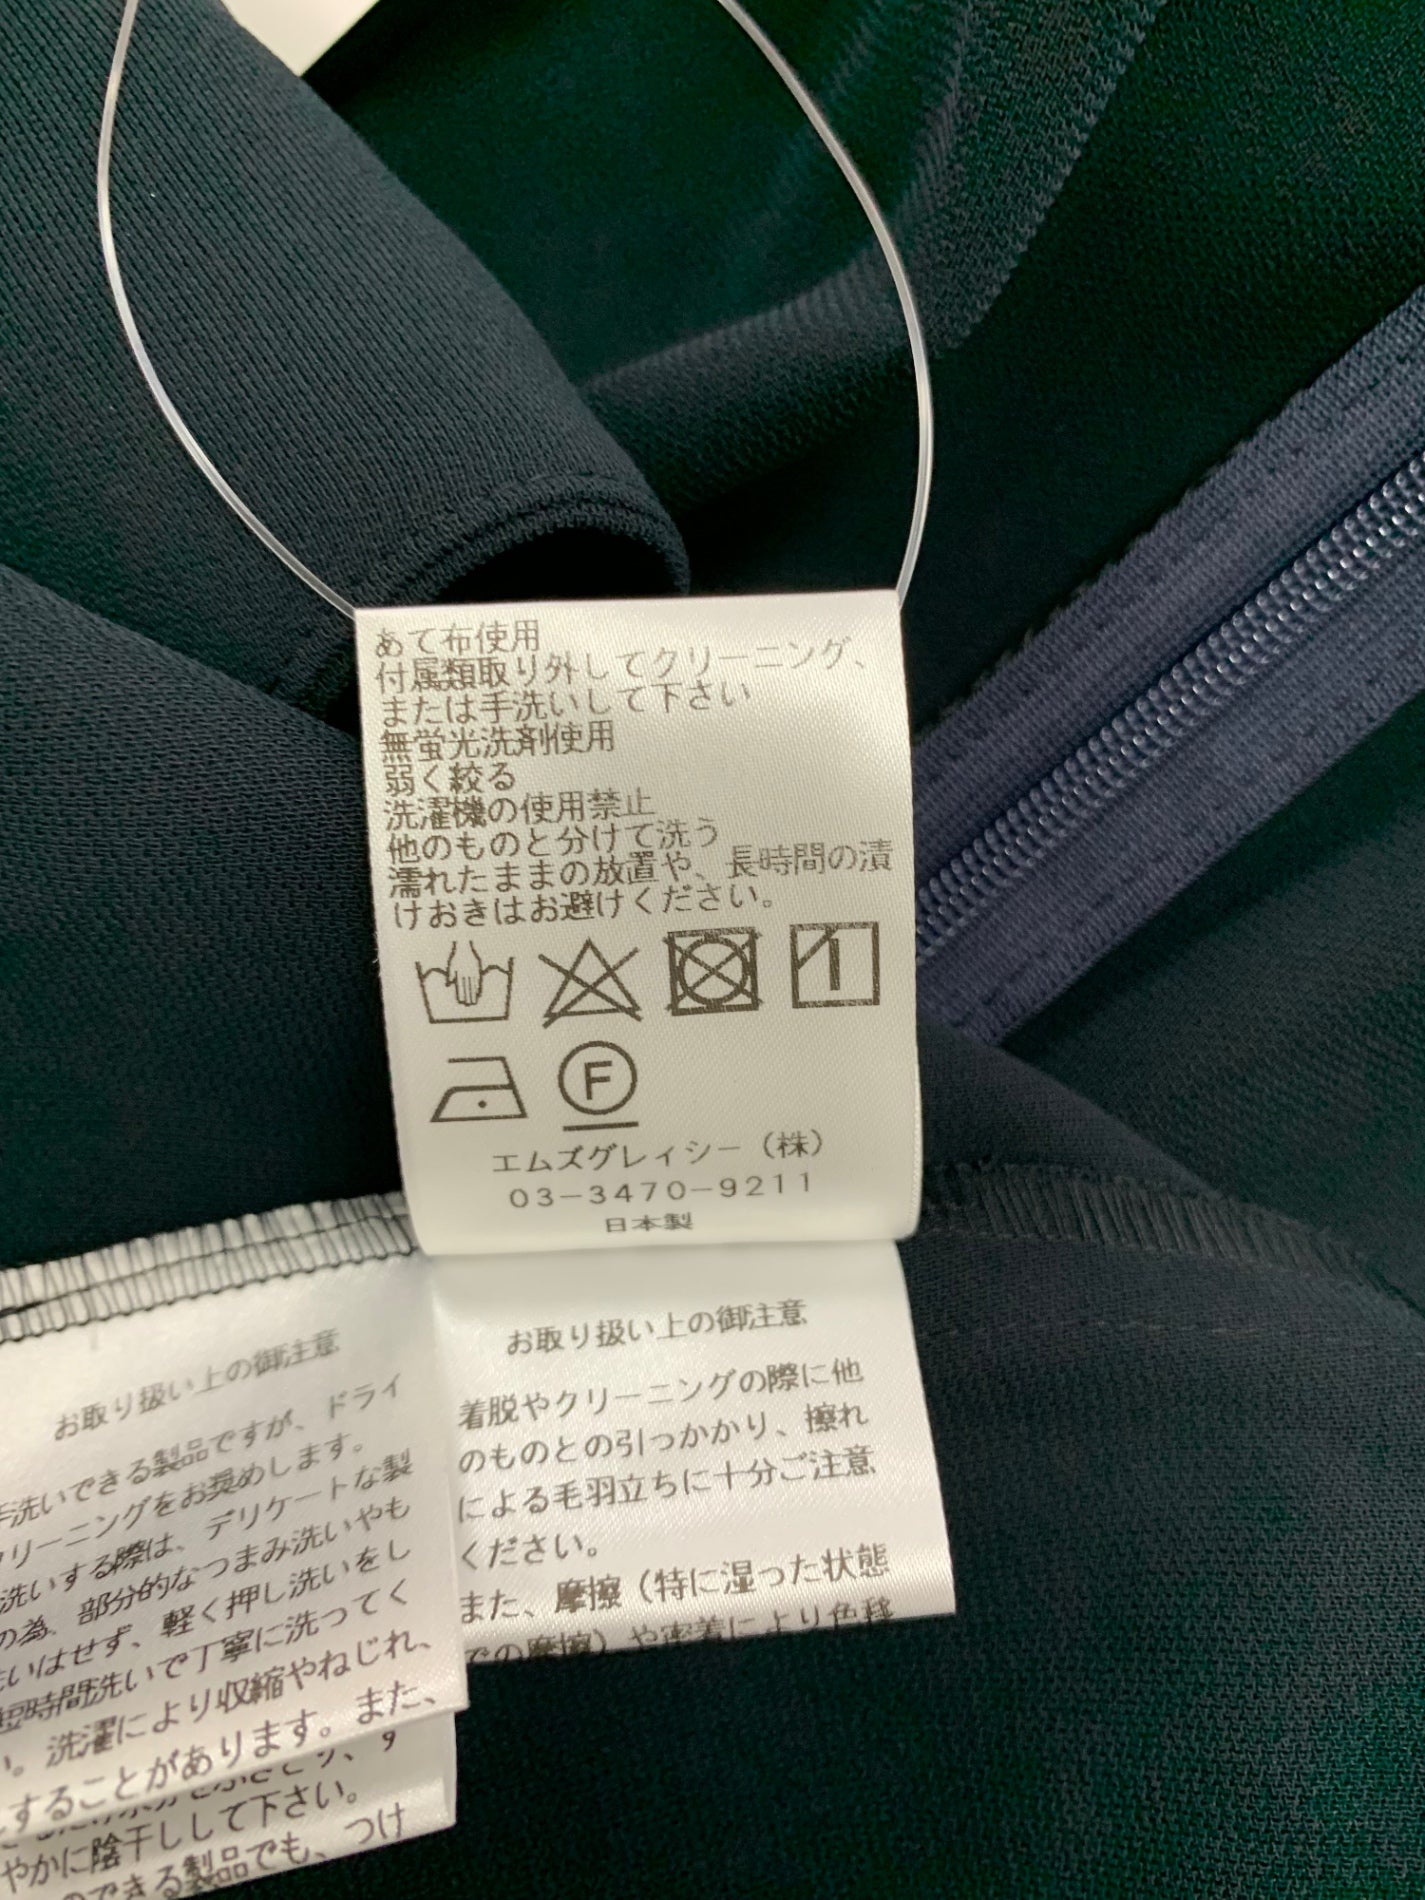 あて布使用
付属類取り外してクリーニング、
または手洗いして下さい
無蛍光洗剤使用
弱く絞る
洗濯機の使用禁止
他のものと分けて洗う
濡れたままの放置や、長時間の漬
けおきはお避けください。
F
エムズグレイシー（株）
03-3470-9211
日本製
お取り扱い上の御注意
着脱やクリーニングの際に他
のものとの引っかかり、擦れ
による毛羽立ちに十分ご注意
ください。
また、摩擦（特に湿った状態
での摩擦）や密着により色移
お取り扱い上の御注意
手洗いできる製品ですが、ドライ
クリーニングをお奨めします。
洗いする際は、デリケートな製
の為、部分的なつまみ洗いやも
洗いはせず、軽く押し洗いをし
短時間洗いで丁寧に洗ってく
い。洗濯により収縮やねじれ、
することがあります。また、
やかに陰干しして下さい。
のできる製品でも、つけ